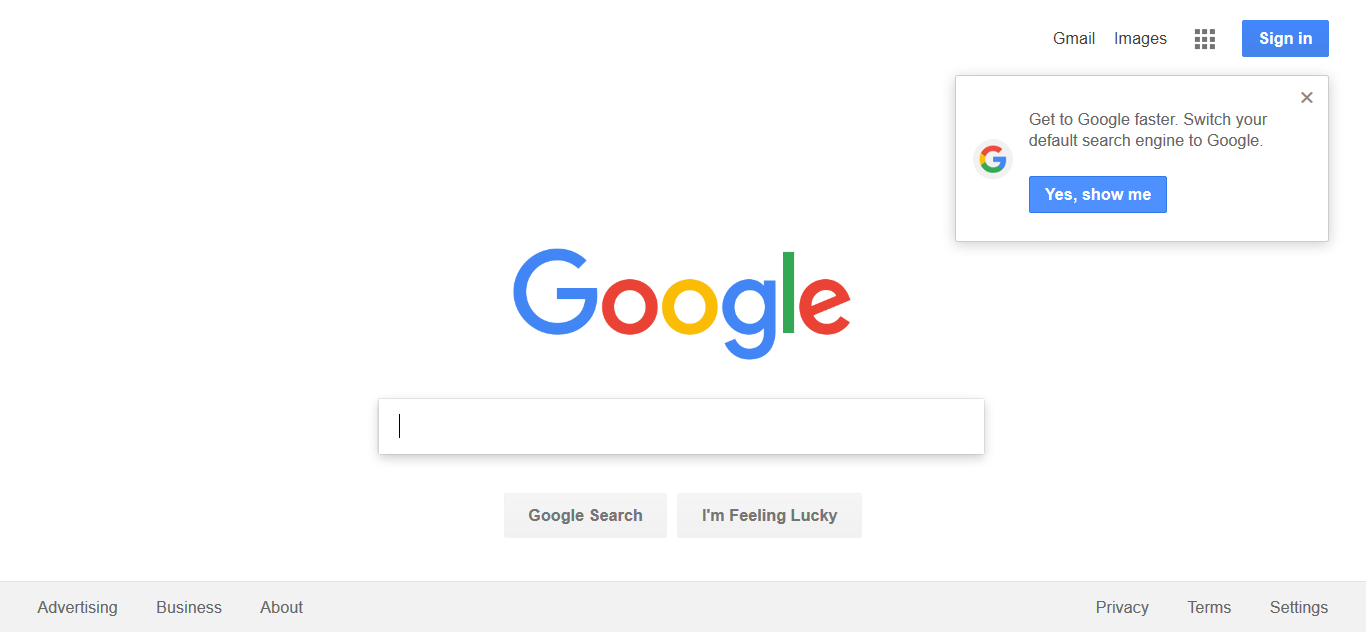 Gmail Images Sign in
Get to Google faster. Switch your
default search engine to Google.
Yes, show me
Google
Google Search I'm Feeling Lucky
Advertising Business About Privacy Terms Settings